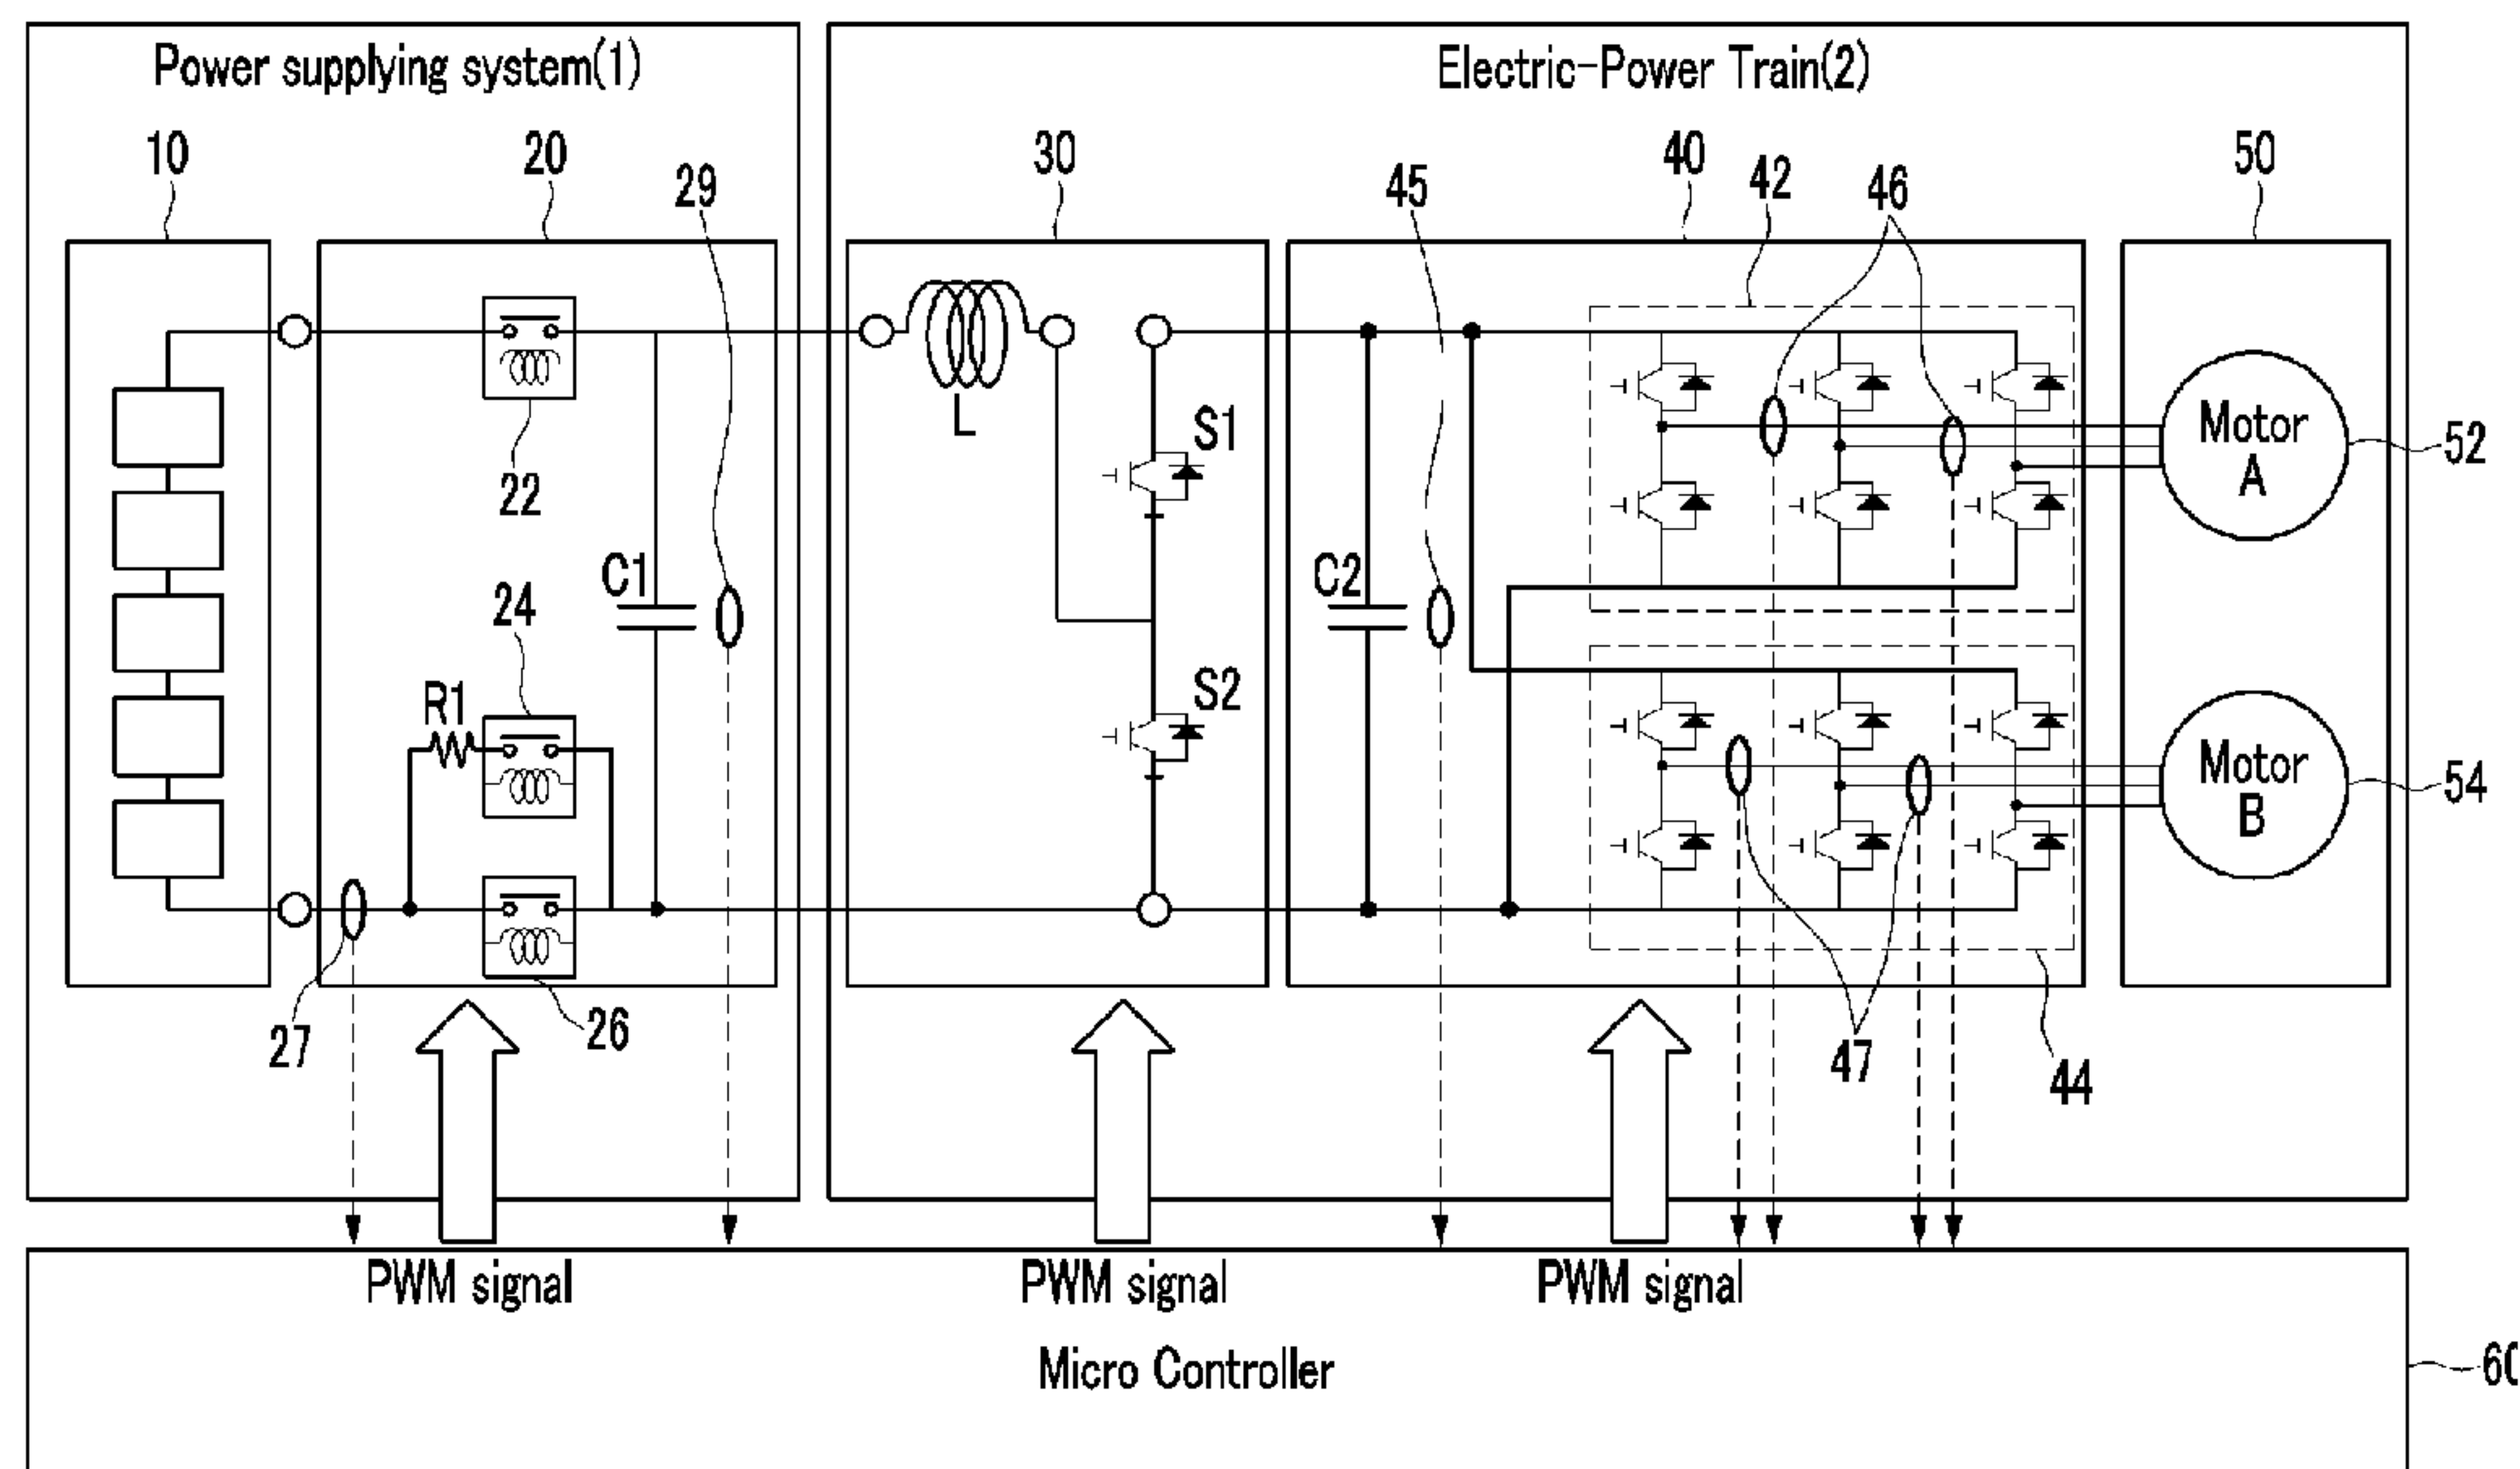 Power supplying system(1)
Electric-Power Train(2)
10
20
29
30
45
40
42
46
50
L
S1
Motor
A
52
22
C1
C2
24
R1
S2
Motor
B
54
27
26
47
44
PWM signal
PWM signal
PWM signal
Micro Controller
60